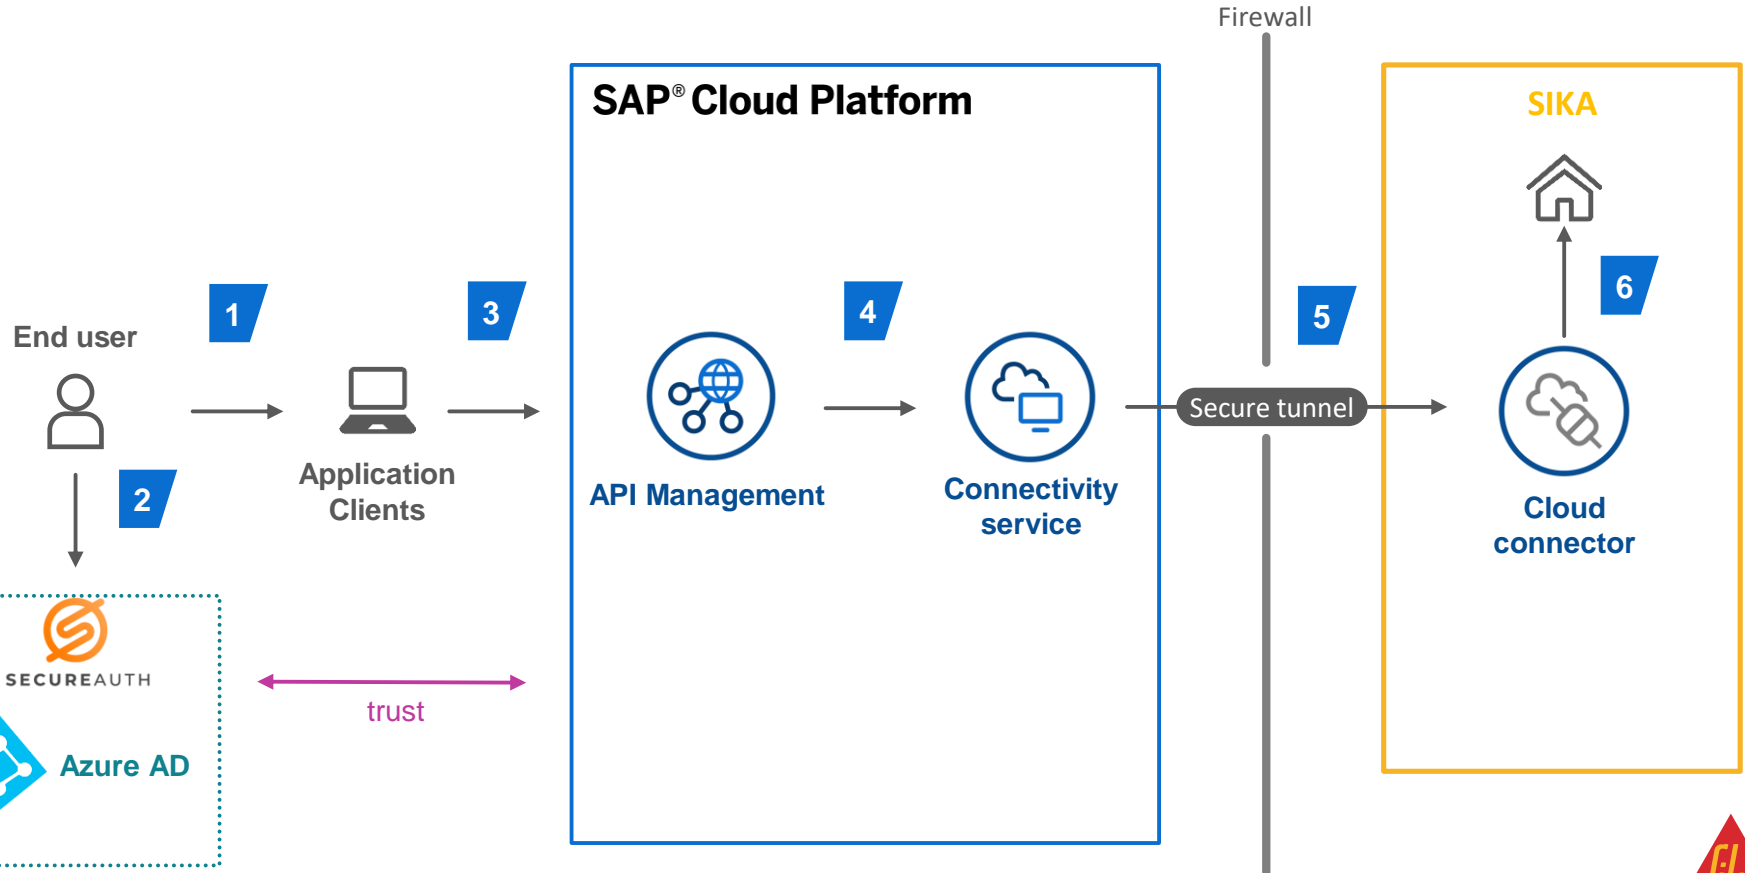 Firewall
SAP® Cloud Platform
SIKA
1
3
4
5
6
End user
Secure tunnel
Application
Clients
API Management
Connectivity
service
Cloud
connector
2
SECUREAUTH
trust
Azure AD